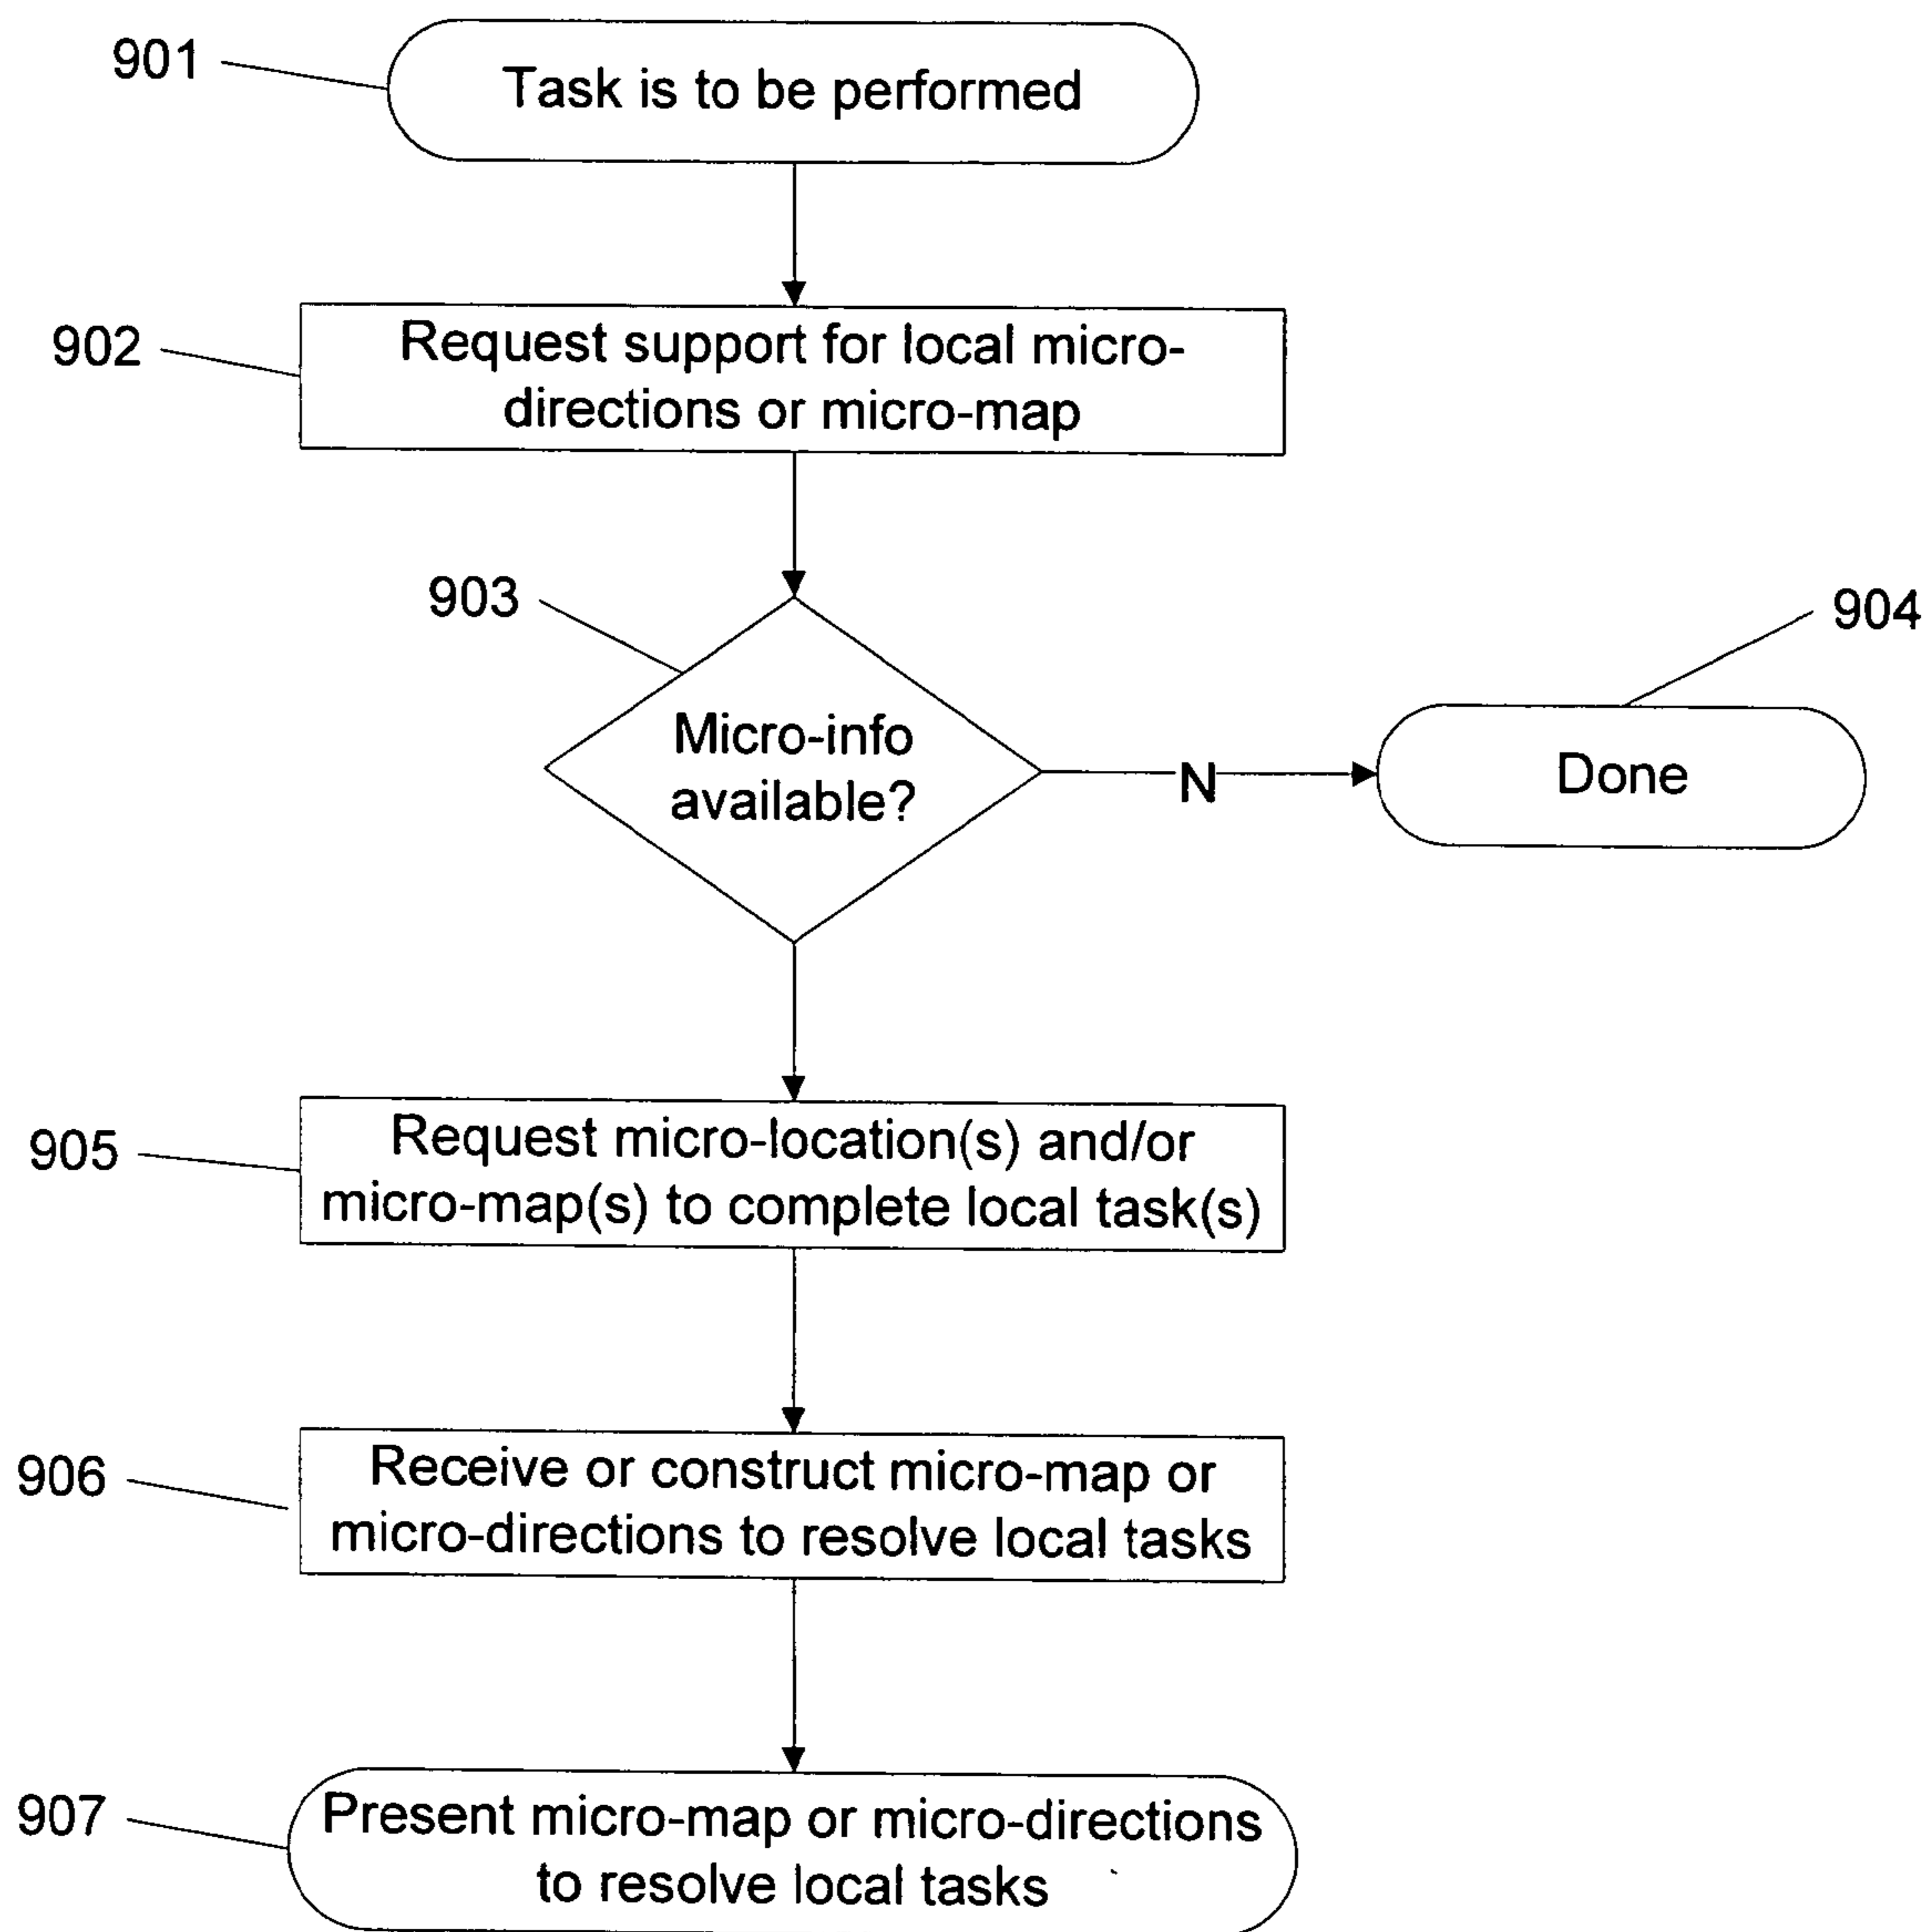 901
Task is to be performed
902
Request support for local micro-
directions or micro-map
903
904
Micro-info
available?
N
Done
905
Request micro-location(s) and/or
micro-map(s) to complete local task(s)
906
Receive or construct micro-map or
micro-directions to resolve local tasks
907
Present micro-map or micro-directions
to resolve local tasks